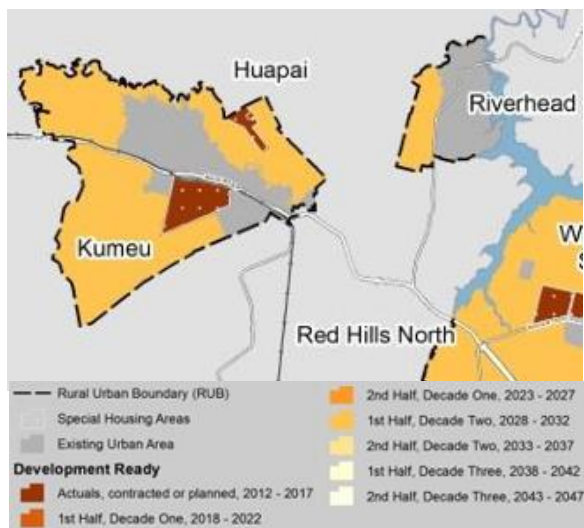 Huapai
Riverhead
Kumeu
W
S
Red Hills North
Rural Urban Boundary (RUB)
Special Housing Areas
Existing Urban Area
Development Ready
Actuals, contracted or planned, 2012 - 2017
1st Half, Decade One, 2018 - 2022
2nd Half, Decade One, 2023 - 2027
1st Half, Decade Two, 2028 - 2032
2nd Half, Decade Two, 2033 - 2037
1st Half, Decade Three, 2038 - 2042
2nd Half, Decade Three, 2043 - 2047